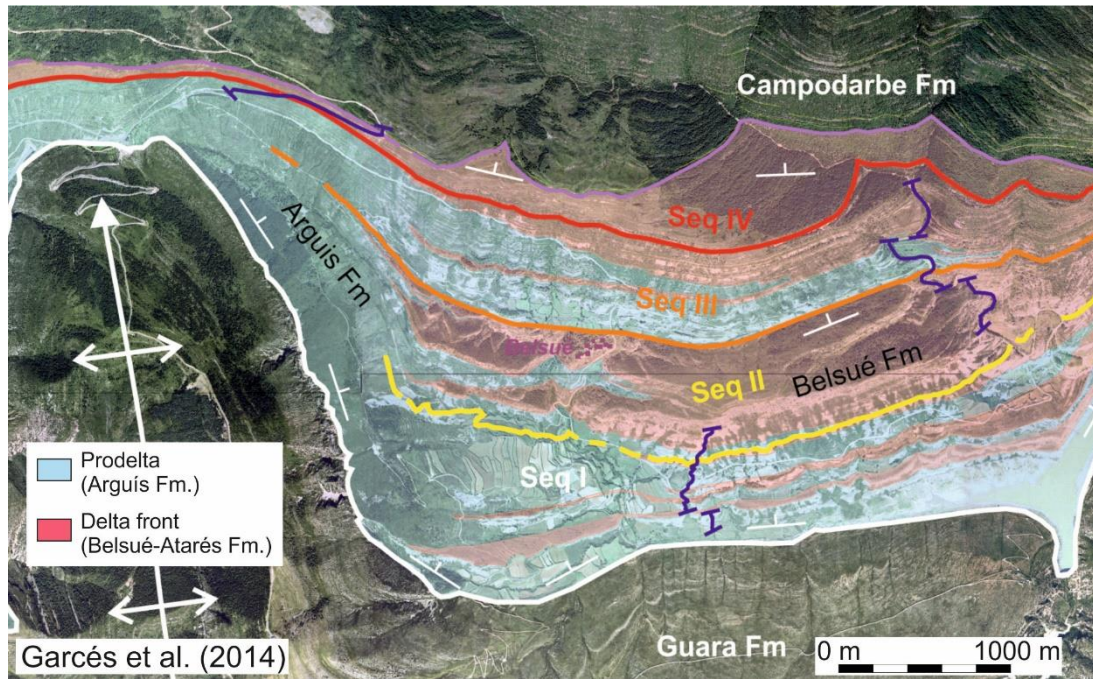 Campodarbe Fm
Seq IV
Arguis Fm
Seq III
Belsué
Seq II
Belsué Fm
Seq I
Prodelta
(Arguís Fm.)
Delta front
(Belsué-Atarés Fm.)
Garcés et al. (2014)
Guara Fm
0 m
1000 m